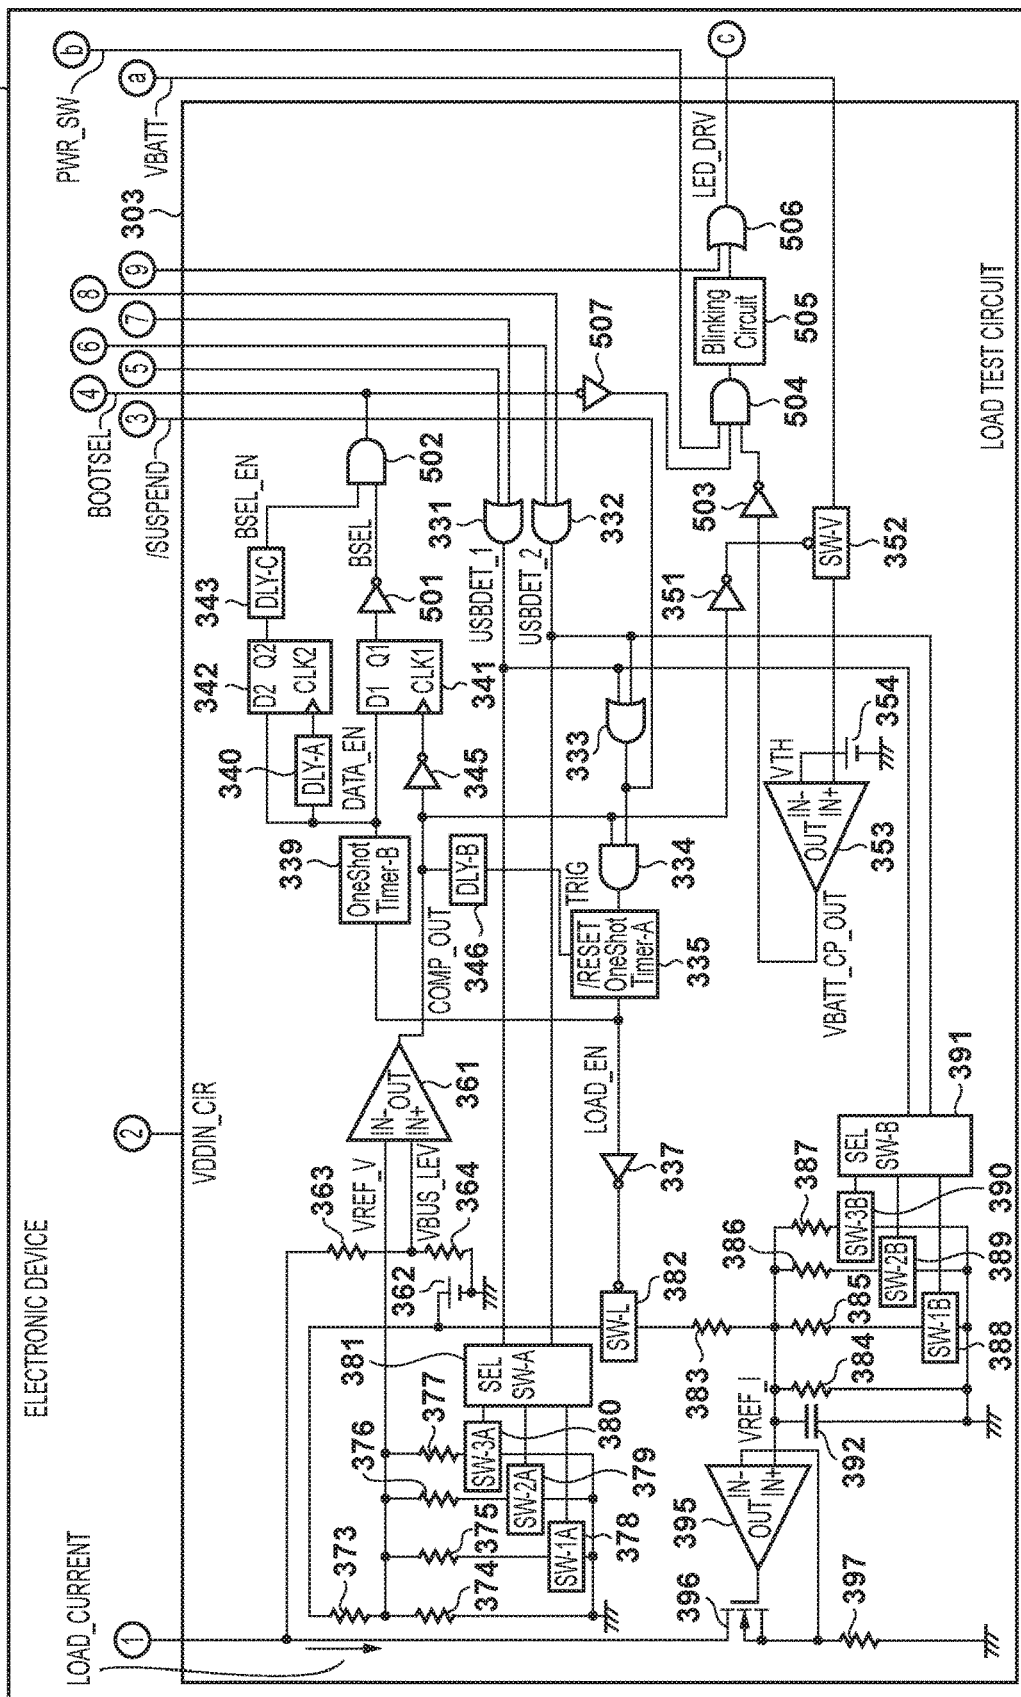 ELECTRONIC DEVICE
LOAD_CURRENT
1
2
VDDIN_CIR
/SUSPEND
3
BOOTSEL
4
5
6
7
8
9
303
VBATT
a
PWR_SW
b
c
LED_DRV
LOAD TEST CIRCUIT
363
VREF_V
VBUS_LEV
364
362
IN-
OUT
IN+
361
COMP_OUT
339
OneShot
Timer-B
DATA_EN
340
DLY-A
342
D2
Q2
CLK2
343
DLY-C
BSEL_EN
D1
Q1
CLK1
341
345
501
BSEL
502
346
DLY-B
USBDET_1
331
USBDET_2
332
333
334
TRIG
/RESET
OneShot
Timer-A
335
LOAD_EN
337
382
SW-L
383
373
374
375
376
377
381
SEL
SW-A
SW-3A
380
SW-2A
379
SW-1A
378
351
503
SW-V
352
504
Blinking
Circuit
505
506
507
VTH
354
IN-
OUT
IN+
353
VBATT_CP_OUT
VREF_I
384
385
386
387
392
SEL
SW-B
391
SW-3B
390
SW-2B
389
SW-1B
388
395
IN-
OUT
IN+
396
397